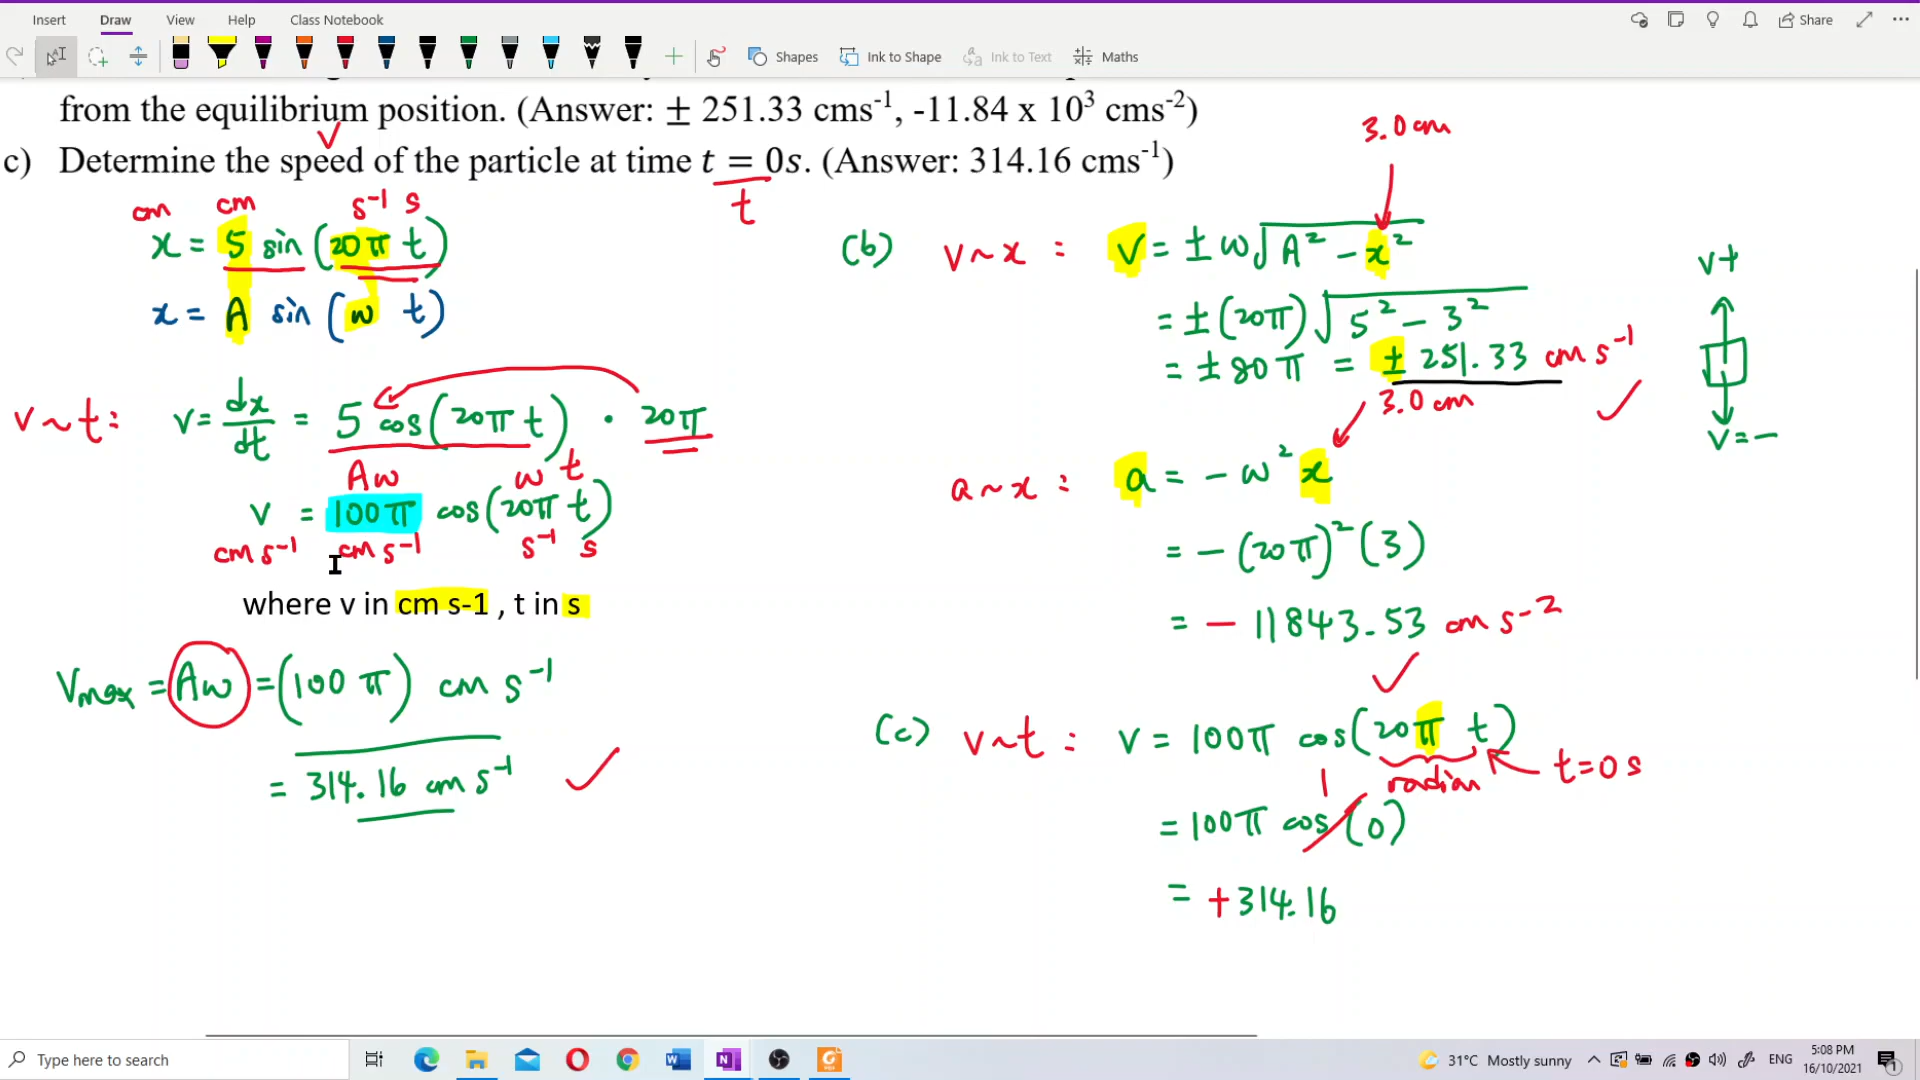 Insert Draw View Help Class Notebook Share
Shapes Ink to Shape Ink to Text Maths
from the equilibrium position. (Answer: ± 251.33 cms⁻¹, -11.84 x 10³ cms⁻²)
v
c) Determine the speed of the particle at time t = 0s. (Answer: 314.16 cms⁻¹)
t
cm cm s⁻¹ s
x = 5 sin (20π t)
x = A sin (ω t)
v~t: v = dx/dt = 5 cos(20π t) · 20π
Aω ω t
v = 100π cos(20π t)
cm s⁻¹ cm s⁻¹ s⁻¹ s
where v in cm s-1 , t in s
Vmax = Aω = (100 π) cm s⁻¹
= 314.16 cm s⁻¹ ✓
3.0 cm
(b) v~x : V = ±ω√A² − x²
= ±(20π)√5² − 3²
= ±80π = ± 251.33 cm s⁻¹ ✓
3.0 cm
v+
v = −
a~x : a = − ω² x
= − (20π)² (3)
= − 11843.53 cm s⁻²
✓
(c) v~t : v = 100π cos(20π t)
radian t=0 s
1
= 100π cos(0)
= +314.16
Type here to search
31°C Mostly sunny ENG 5:08 PM
16/10/2021 1